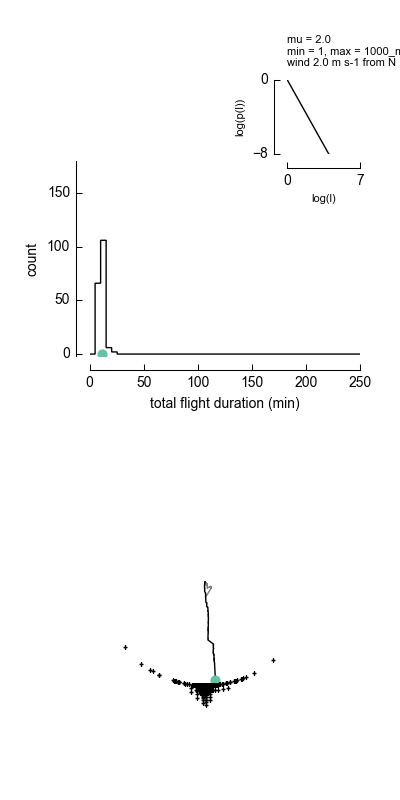 mu = 2.0
min = 1, max = 1000_m
wind 2.0 m s-1 from N
0
log(p(l))
−8
0 7
log(l)
150
100
count
50
0
0 50 100 150 200 250
total flight duration (min)